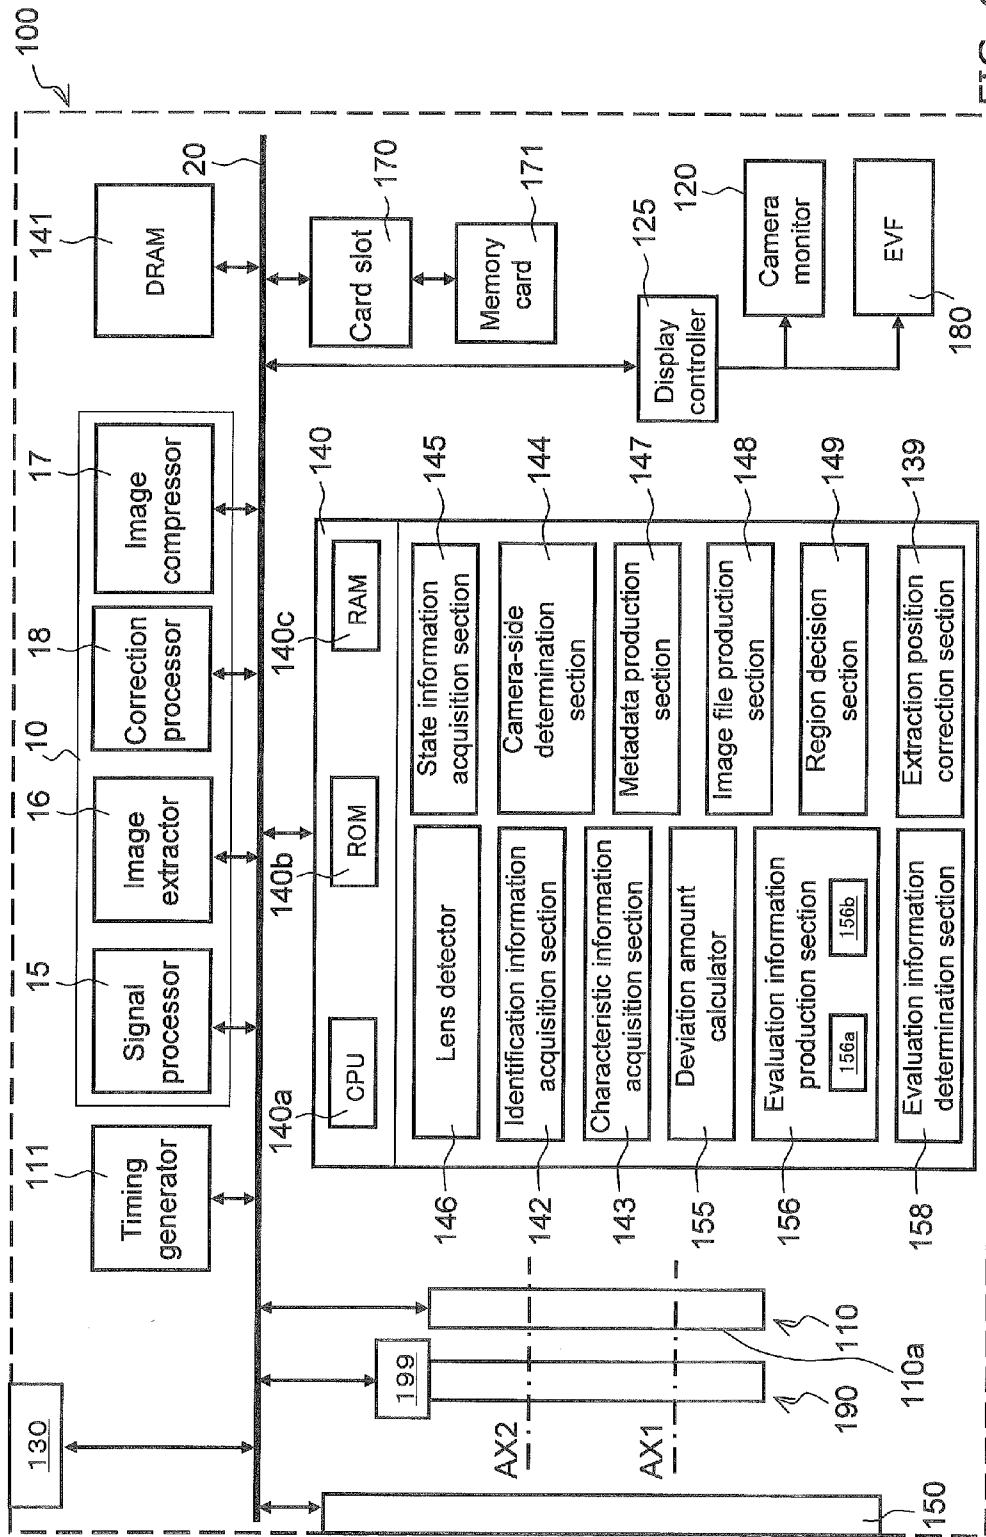 100
130
111
Timing
generator
10
15
Signal
processor
16
Image
extractor
18
Correction
processor
17
Image
compressor
141
DRAM
20
150
AX2
AX1
199
190
110
110a
140
140a
CPU
140b
ROM
140c
RAM
146
Lens detector
142
Identification information
acquisition section
143
Characteristic information
acquisition section
155
Deviation amount
calculator
156
Evaluation information
production section
156a
156b
158
Evaluation information
determination section
145
State information
acquisition section
144
Camera-side
determination
section
147
Metadata production
section
148
Image file production
section
149
Region decision
section
139
Extraction position
correction section
170
Card slot
171
Memory
card
125
Display
controller
120
Camera
monitor
EVF
180